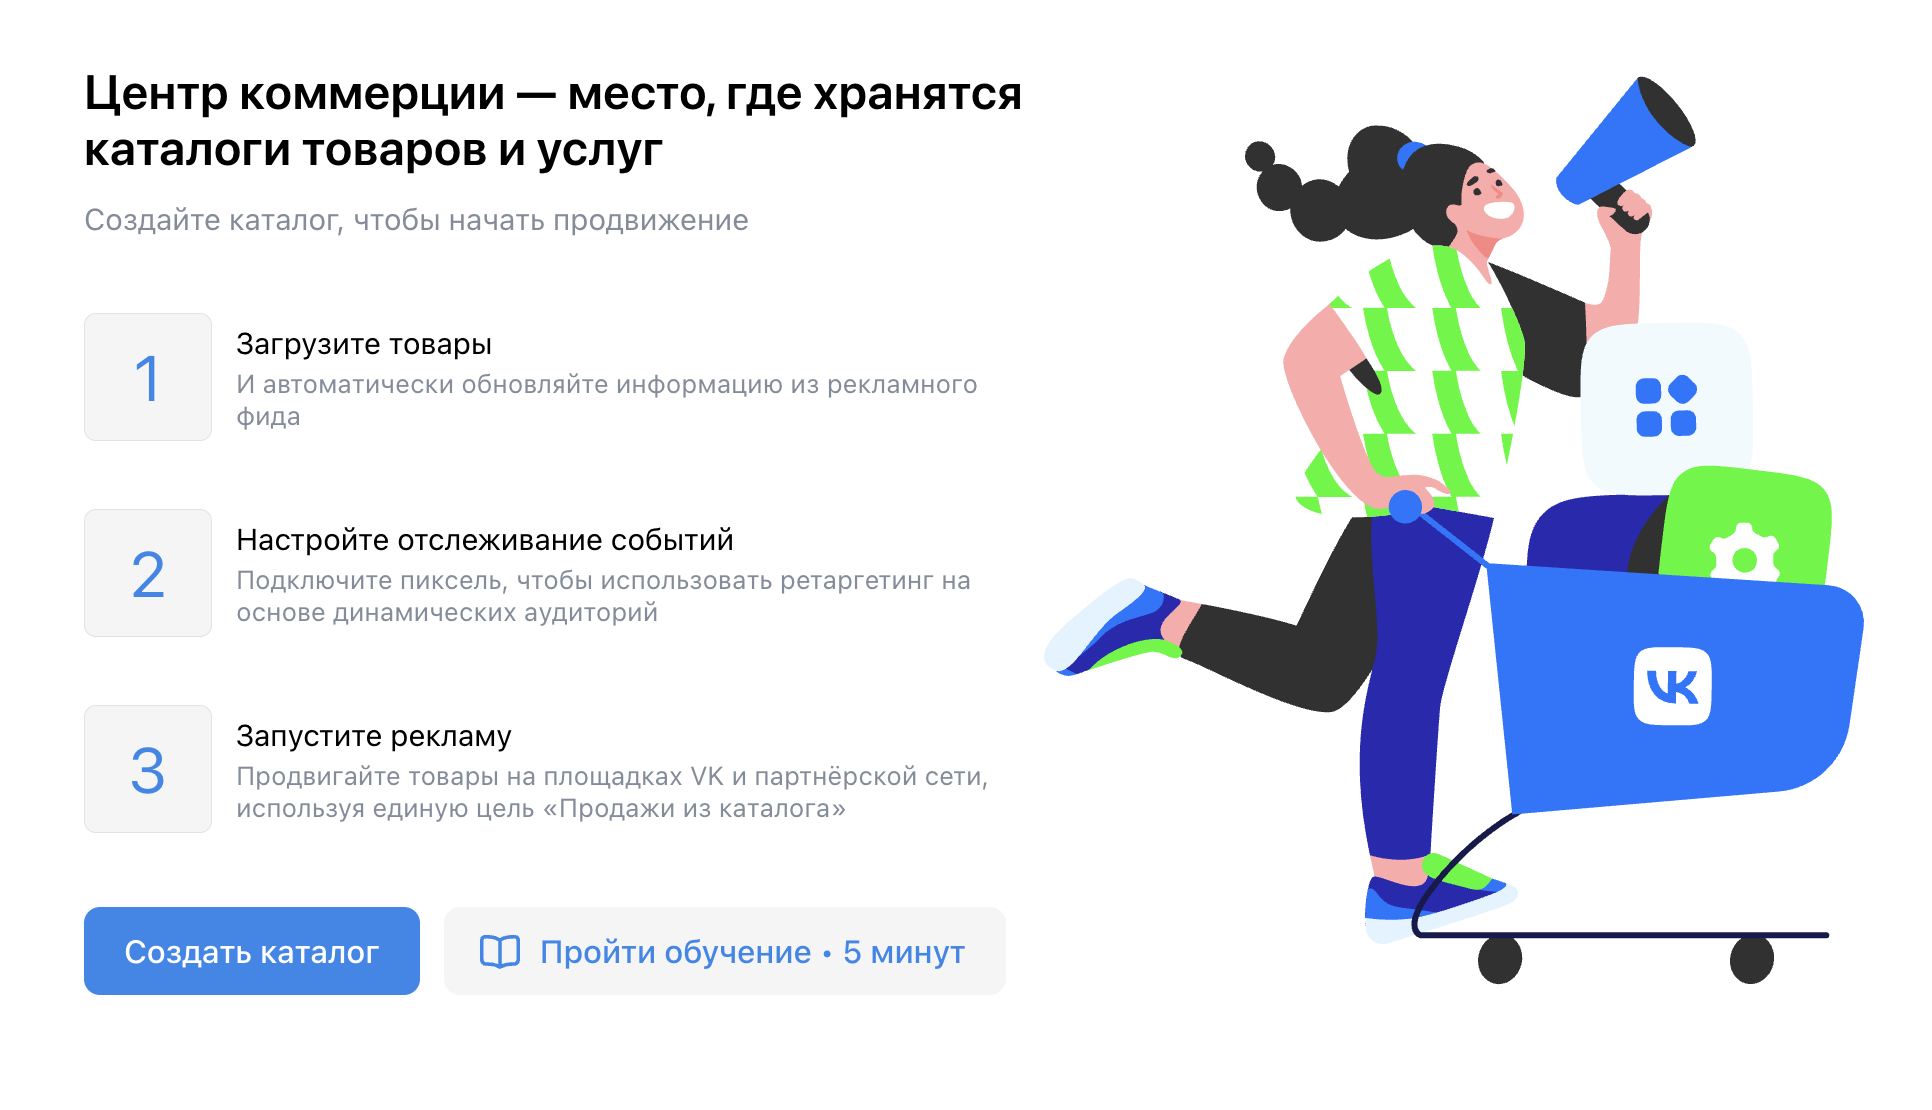 Центр коммерции — место, где хранятся
каталоги товаров и услуг
Создайте каталог, чтобы начать продвижение
1
Загрузите товары
И автоматически обновляйте информацию из рекламного
фида
2
Настройте отслеживание событий
Подключите пиксель, чтобы использовать ретаргетинг на
основе динамических аудиторий
3
Запустите рекламу
Продвигайте товары на площадках VK и партнёрской сети,
используя единую цель «Продажи из каталога»
Создать каталог
Пройти обучение • 5 минут
VK